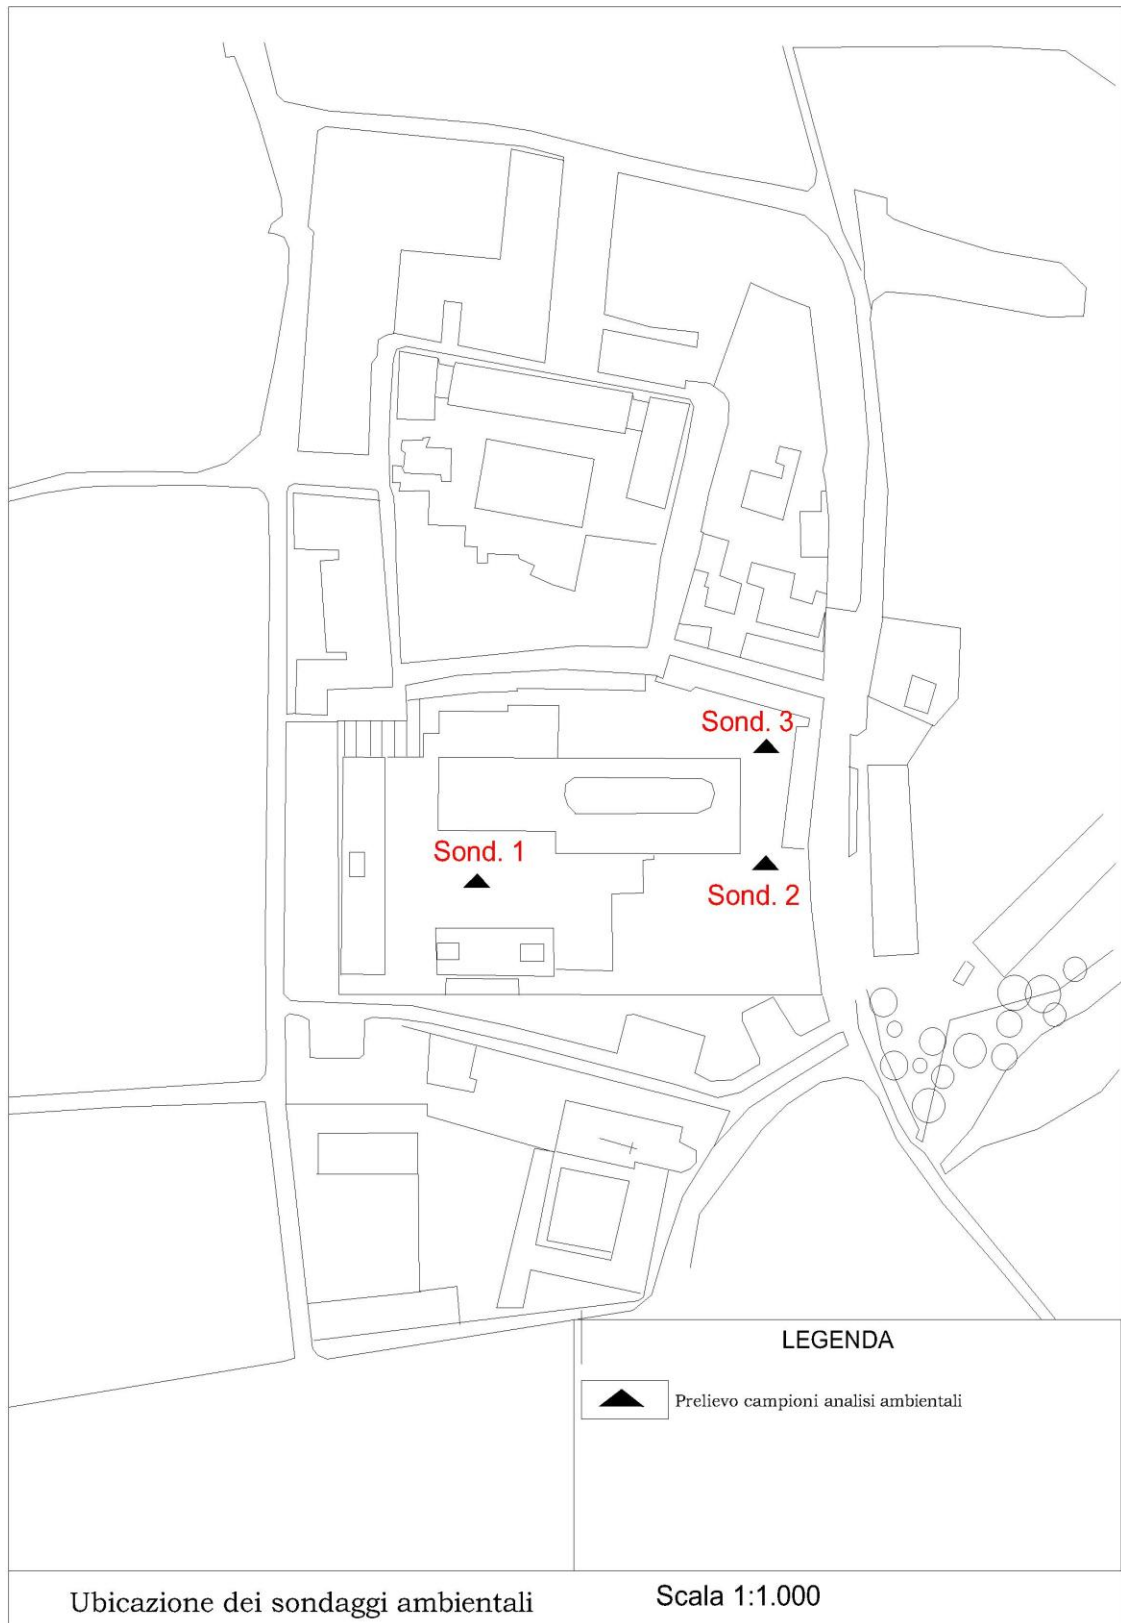 Sond. 3
Sond. 1
Sond. 2
LEGENDA
Prelievo campioni analisi ambientali
Ubicazione dei sondaggi ambientali
Scala 1:1.000